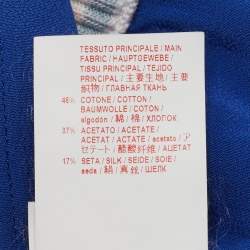 TESSUTO PRINCIPALE / MAIN
FABRIC / HAUPTGEWEBE /
TISSU PRINCIPAL / TEJIDO
PRINCIPAL / 主要生地 / 主要
织物 / ГЛАВНАЯ ТКАНЬ
46% COTONE / COTTON /
BAUMWOLLE / COTON /
algodón / 綿 / 棉 / ХЛОПОК
37% ACETATO / ACETATE /
ACETAT / ACETATE / acetato / ア
セテート / 醋酸纤维 / АЦЕТАТ
17% SETA / SILK / SEIDE / SOIE /
seda / 絹 / 真丝 / ШЕЛК